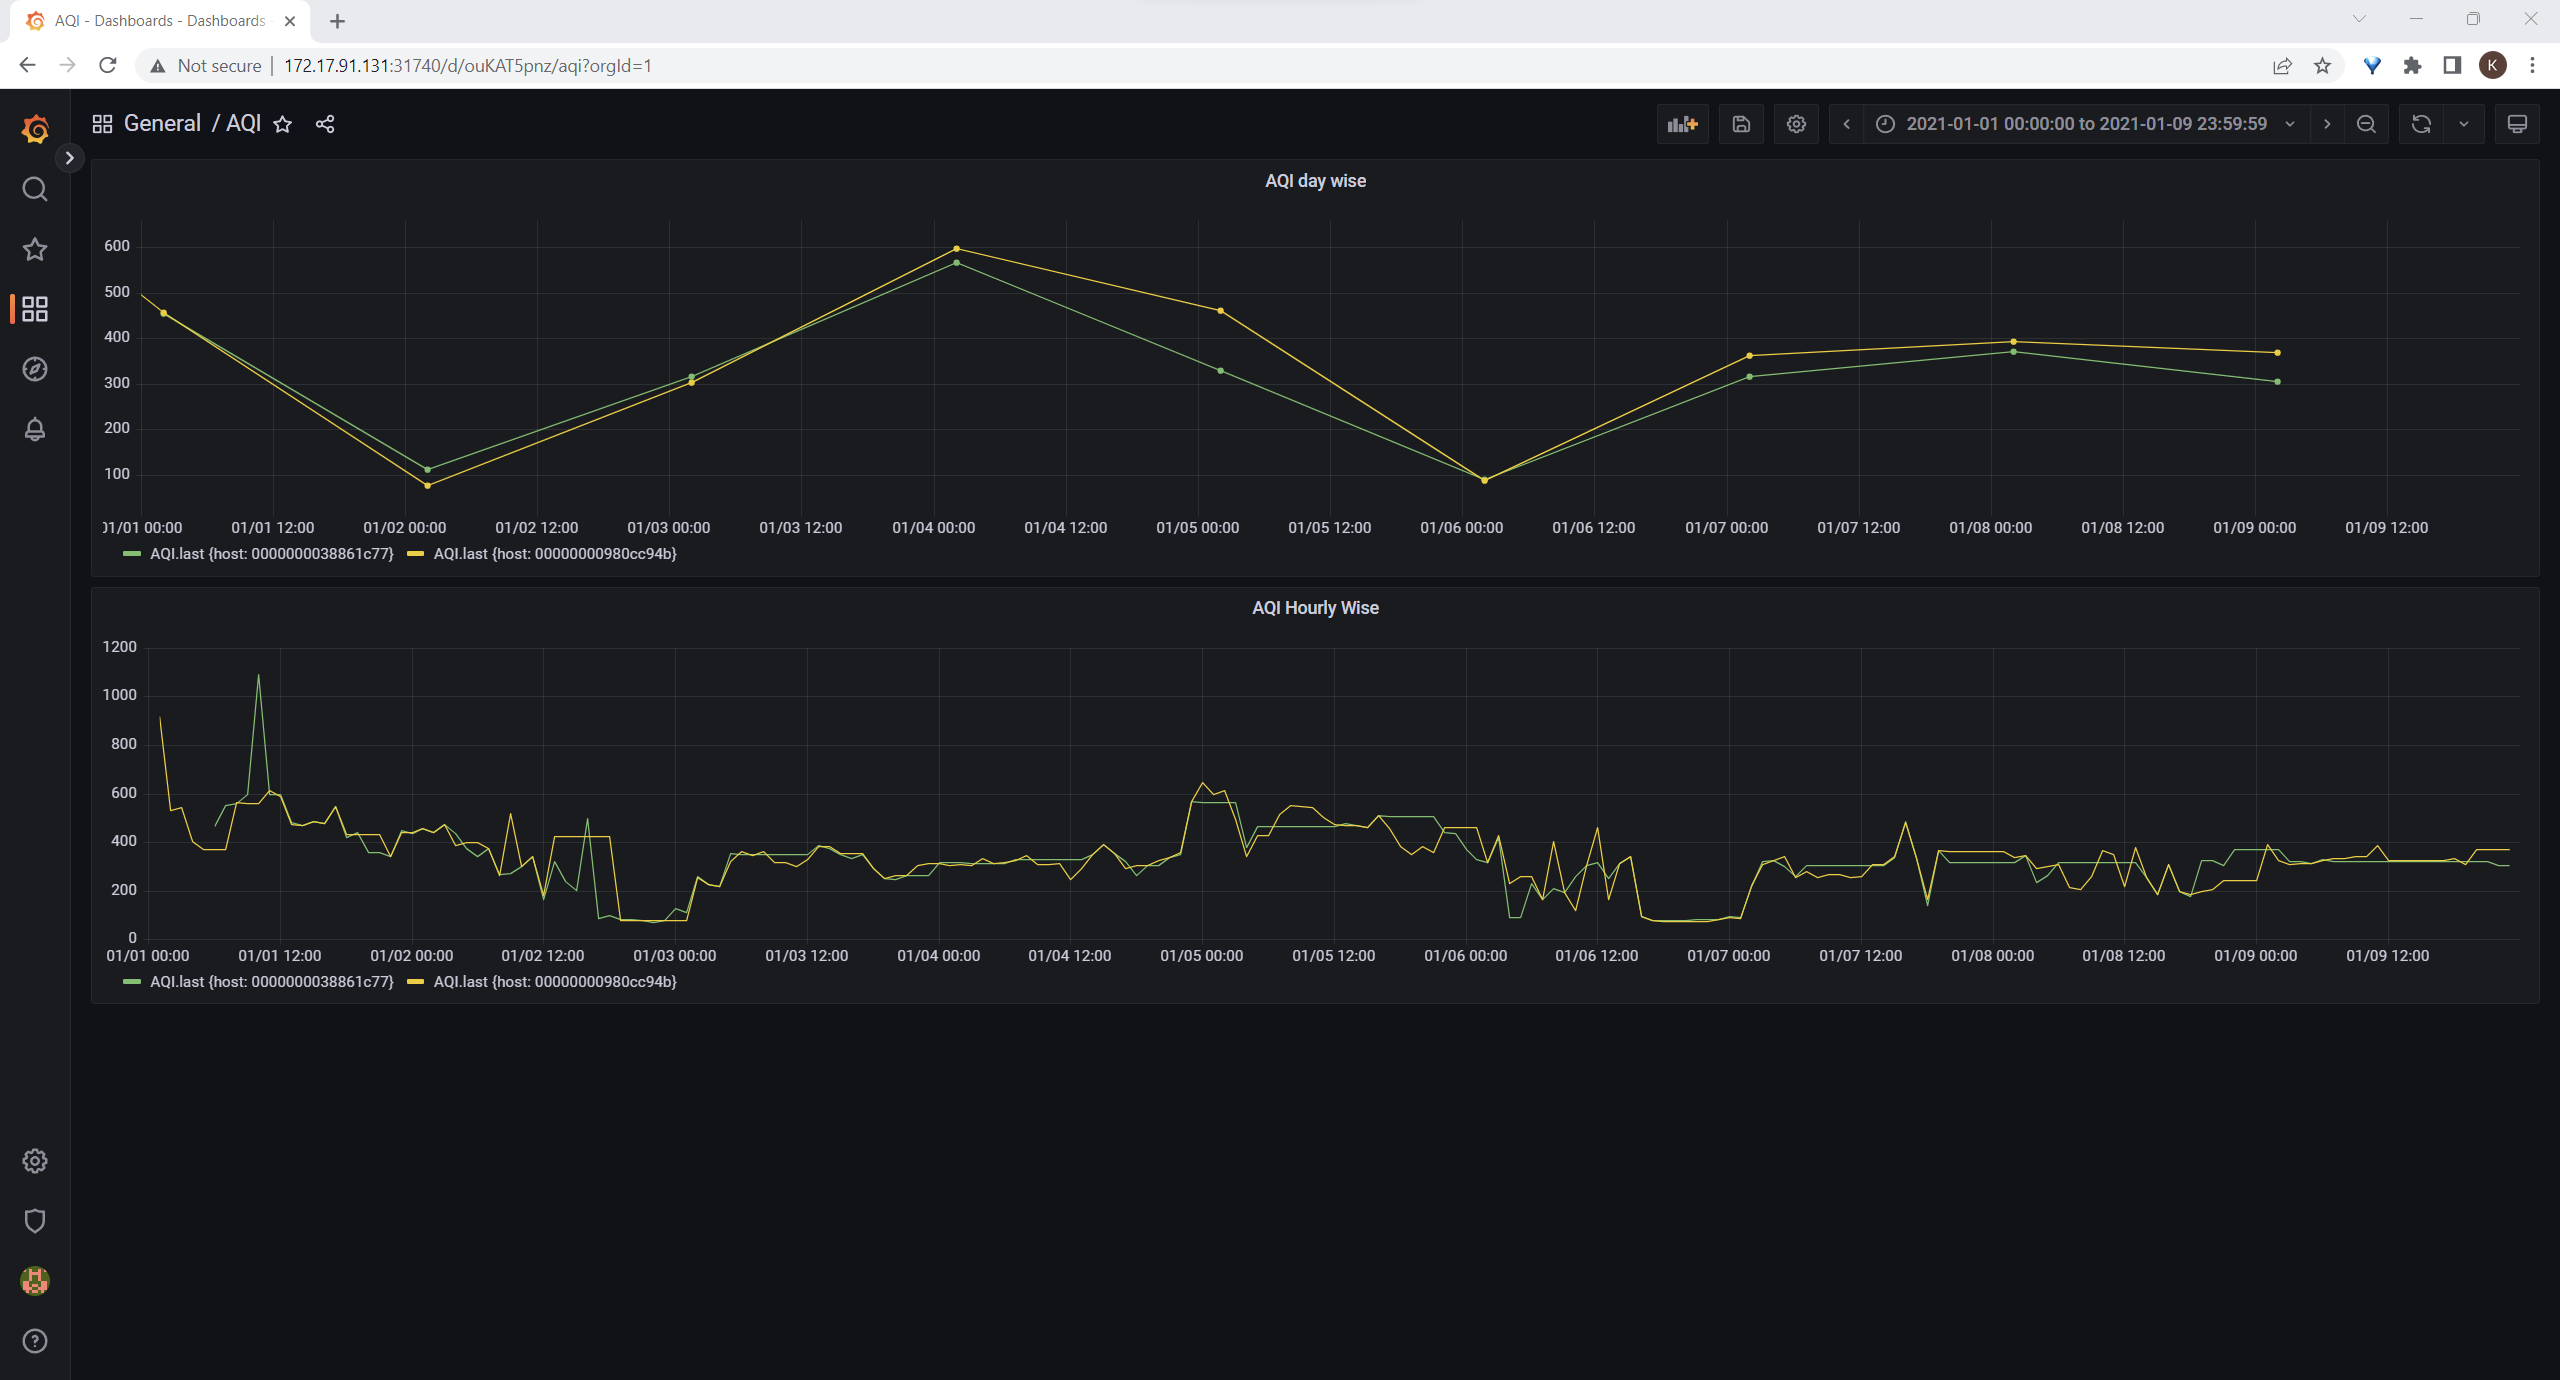 AQI - Dashboards - Dashboards
Not secure 172.17.91.131:31740/d/ouKAT5pnz/aqi?orgId=1 K
General / AQI 2021-01-01 00:00:00 to 2021-01-09 23:59:59
AQI day wise
600
500
400
300
200
100
01/01 00:00 01/01 12:00 01/02 00:00 01/02 12:00 01/03 00:00 01/03 12:00 01/04 00:00 01/04 12:00 01/05 00:00 01/05 12:00 01/06 00:00 01/06 12:00 01/07 00:00 01/07 12:00 01/08 00:00 01/08 12:00 01/09 00:00 01/09 12:00
AQI.last {host: 0000000038861c77} AQI.last {host: 00000000980cc94b}
AQI Hourly Wise
1200
1000
800
600
400
200
0
01/01 00:00 01/01 12:00 01/02 00:00 01/02 12:00 01/03 00:00 01/03 12:00 01/04 00:00 01/04 12:00 01/05 00:00 01/05 12:00 01/06 00:00 01/06 12:00 01/07 00:00 01/07 12:00 01/08 00:00 01/08 12:00 01/09 00:00 01/09 12:00
AQI.last {host: 0000000038861c77} AQI.last {host: 00000000980cc94b}